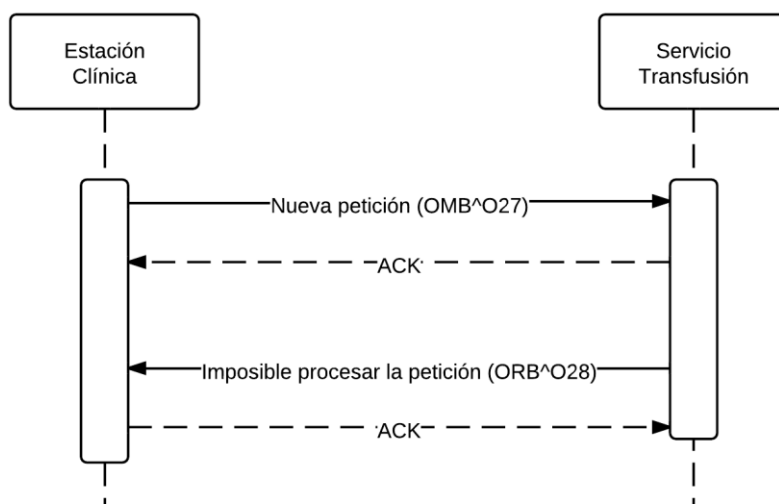 Estación
Clínica
Servicio
Transfusión
Nueva petición (OMB^O27)
ACK
Imposible procesar la petición (ORB^O28)
ACK